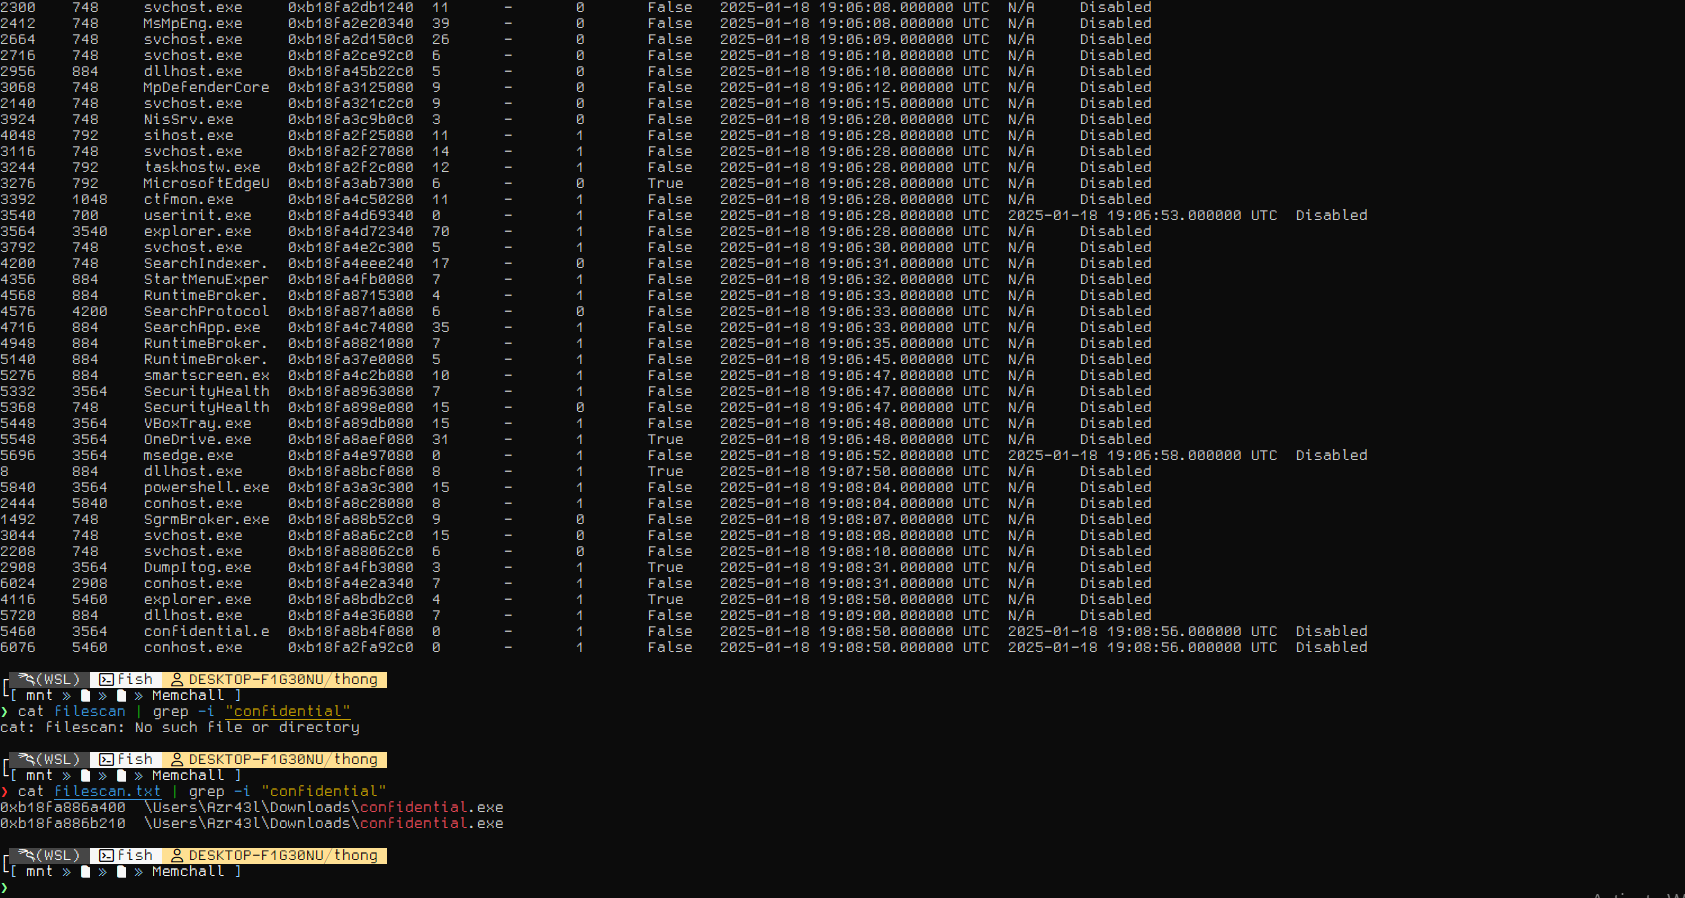 2300 748 svchost.exe 0xb18fa2db1240 11 - 0 False 2025-01-18 19:06:08.000000 UTC N/A Disabled
2412 748 MsMpEng.exe 0xb18fa2e20340 39 - 0 False 2025-01-18 19:06:08.000000 UTC N/A Disabled
2664 748 svchost.exe 0xb18fa2d150c0 26 - 0 False 2025-01-18 19:06:09.000000 UTC N/A Disabled
2716 748 svchost.exe 0xb18fa2ce92c0 6 - 0 False 2025-01-18 19:06:10.000000 UTC N/A Disabled
2956 884 dllhost.exe 0xb18fa45b22c0 5 - 0 False 2025-01-18 19:06:10.000000 UTC N/A Disabled
3068 748 MpDefenderCore 0xb18fa3125080 9 - 0 False 2025-01-18 19:06:12.000000 UTC N/A Disabled
2140 748 svchost.exe 0xb18fa321c2c0 9 - 0 False 2025-01-18 19:06:15.000000 UTC N/A Disabled
3924 748 NisSrv.exe 0xb18fa3c9b0c0 3 - 0 False 2025-01-18 19:06:20.000000 UTC N/A Disabled
4048 792 sihost.exe 0xb18fa2f25080 11 - 1 False 2025-01-18 19:06:28.000000 UTC N/A Disabled
3116 748 svchost.exe 0xb18fa2f27080 14 - 1 False 2025-01-18 19:06:28.000000 UTC N/A Disabled
3244 792 taskhostw.exe 0xb18fa2f2c080 12 - 1 False 2025-01-18 19:06:28.000000 UTC N/A Disabled
3276 792 MicrosoftEdgeU 0xb18fa3ab7300 6 - 0 True 2025-01-18 19:06:28.000000 UTC N/A Disabled
3392 1048 ctfmon.exe 0xb18fa4c50280 11 - 1 False 2025-01-18 19:06:28.000000 UTC N/A Disabled
3540 700 userinit.exe 0xb18fa4d69340 0 - 1 False 2025-01-18 19:06:28.000000 UTC 2025-01-18 19:06:53.000000 UTC Disabled
3564 3540 explorer.exe 0xb18fa4d72340 70 - 1 False 2025-01-18 19:06:28.000000 UTC N/A Disabled
3792 748 svchost.exe 0xb18fa4e2c300 5 - 1 False 2025-01-18 19:06:30.000000 UTC N/A Disabled
4200 748 SearchIndexer. 0xb18fa4eee240 17 - 0 False 2025-01-18 19:06:31.000000 UTC N/A Disabled
4356 884 StartMenuExper 0xb18fa4fb0080 7 - 1 False 2025-01-18 19:06:32.000000 UTC N/A Disabled
4568 884 RuntimeBroker. 0xb18fa8715300 4 - 1 False 2025-01-18 19:06:33.000000 UTC N/A Disabled
4576 4200 SearchProtocol 0xb18fa871a080 6 - 0 False 2025-01-18 19:06:33.000000 UTC N/A Disabled
4716 884 SearchApp.exe 0xb18fa4c74080 35 - 1 False 2025-01-18 19:06:33.000000 UTC N/A Disabled
4948 884 RuntimeBroker. 0xb18fa8821080 7 - 1 False 2025-01-18 19:06:35.000000 UTC N/A Disabled
5140 884 RuntimeBroker. 0xb18fa37e0080 5 - 1 False 2025-01-18 19:06:45.000000 UTC N/A Disabled
5276 884 smartscreen.ex 0xb18fa4c2b080 10 - 1 False 2025-01-18 19:06:47.000000 UTC N/A Disabled
5332 3564 SecurityHealth 0xb18fa8963080 7 - 1 False 2025-01-18 19:06:47.000000 UTC N/A Disabled
5368 748 SecurityHealth 0xb18fa898e080 15 - 0 False 2025-01-18 19:06:47.000000 UTC N/A Disabled
5448 3564 VBoxTray.exe 0xb18fa89db080 15 - 1 False 2025-01-18 19:06:48.000000 UTC N/A Disabled
5548 3564 OneDrive.exe 0xb18fa8aef080 31 - 1 True 2025-01-18 19:06:48.000000 UTC N/A Disabled
5696 3564 msedge.exe 0xb18fa4e97080 0 - 1 False 2025-01-18 19:06:52.000000 UTC 2025-01-18 19:06:58.000000 UTC Disabled
8 884 dllhost.exe 0xb18fa8bcf080 8 - 1 True 2025-01-18 19:07:50.000000 UTC N/A Disabled
5840 3564 powershell.exe 0xb18fa3a3c300 15 - 1 False 2025-01-18 19:08:04.000000 UTC N/A Disabled
2444 5840 conhost.exe 0xb18fa8c28080 8 - 1 False 2025-01-18 19:08:04.000000 UTC N/A Disabled
1492 748 SgrmBroker.exe 0xb18fa88b52c0 9 - 0 False 2025-01-18 19:08:07.000000 UTC N/A Disabled
3044 748 svchost.exe 0xb18fa8a6c2c0 15 - 0 False 2025-01-18 19:08:08.000000 UTC N/A Disabled
2208 748 svchost.exe 0xb18fa88062c0 6 - 0 False 2025-01-18 19:08:10.000000 UTC N/A Disabled
2908 3564 DumpItog.exe 0xb18fa4fb3080 3 - 1 True 2025-01-18 19:08:31.000000 UTC N/A Disabled
6024 2908 conhost.exe 0xb18fa4e2a340 7 - 1 False 2025-01-18 19:08:31.000000 UTC N/A Disabled
4116 5460 explorer.exe 0xb18fa8bdb2c0 4 - 1 True 2025-01-18 19:08:50.000000 UTC N/A Disabled
5720 884 dllhost.exe 0xb18fa4e36080 7 - 1 False 2025-01-18 19:09:00.000000 UTC N/A Disabled
5460 3564 confidential.e 0xb18fa8b4f080 0 - 1 False 2025-01-18 19:08:50.000000 UTC 2025-01-18 19:08:56.000000 UTC Disabled
6076 5460 conhost.exe 0xb18fa2fa92c0 0 - 1 False 2025-01-18 19:08:50.000000 UTC 2025-01-18 19:08:56.000000 UTC Disabled
(WSL) fish DESKTOP-F1G30NU/thong
[ mnt » » » Memchall ]
❯ cat filescan | grep -i "confidential"
cat: filescan: No such file or directory
(WSL) fish DESKTOP-F1G30NU/thong
[ mnt » » » Memchall ]
❯ cat filescan.txt | grep -i "confidential"
0xb18fa886a400 \Users\Azr43l\Downloads\confidential.exe
0xb18fa886b210 \Users\Azr43l\Downloads\confidential.exe
(WSL) fish DESKTOP-F1G30NU/thong
[ mnt » » » Memchall ]
❯